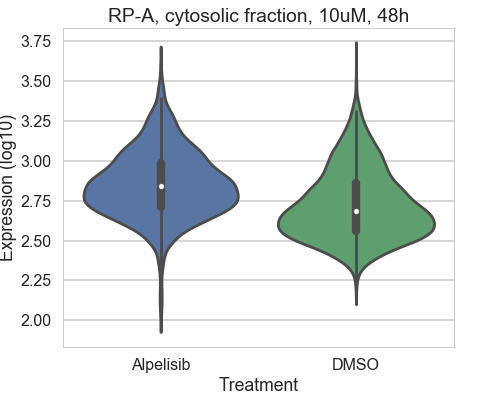 RP-A, cytosolic fraction, 10uM, 48h
Expression (log10)
3.75
3.50
3.25
3.00
2.75
2.50
2.25
2.00
Alpelisib DMSO
Treatment